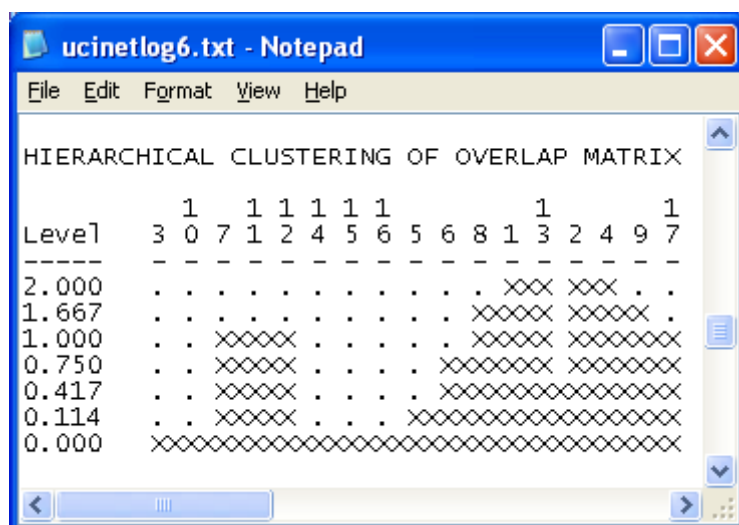 ucinetlog6.txt - Notepad
File Edit Format View Help
HIERARCHICAL CLUSTERING OF OVERLAP MATRIX
1 1 1 1 1 1 1 1
Level 3 0 7 1 2 4 5 6 5 6 8 1 3 2 4 9 7
----- - - - - - - - - - - - - - - - - -
2.000 . . . . . . . . . . . XXX XXX . .
1.667 . . . . . . . . . . XXXXX XXXXX .
1.000 . . XXXXX . . . . . XXXXX XXXXXXX
0.750 . . XXXXX . . . . XXXXXXX XXXXXXX
0.417 . . XXXXX . . . . XXXXXXXXXXXXXXX
0.114 . . XXXXX . . . XXXXXXXXXXXXXXXXX
0.000 XXXXXXXXXXXXXXXXXXXXXXXXXXXXXXXXX